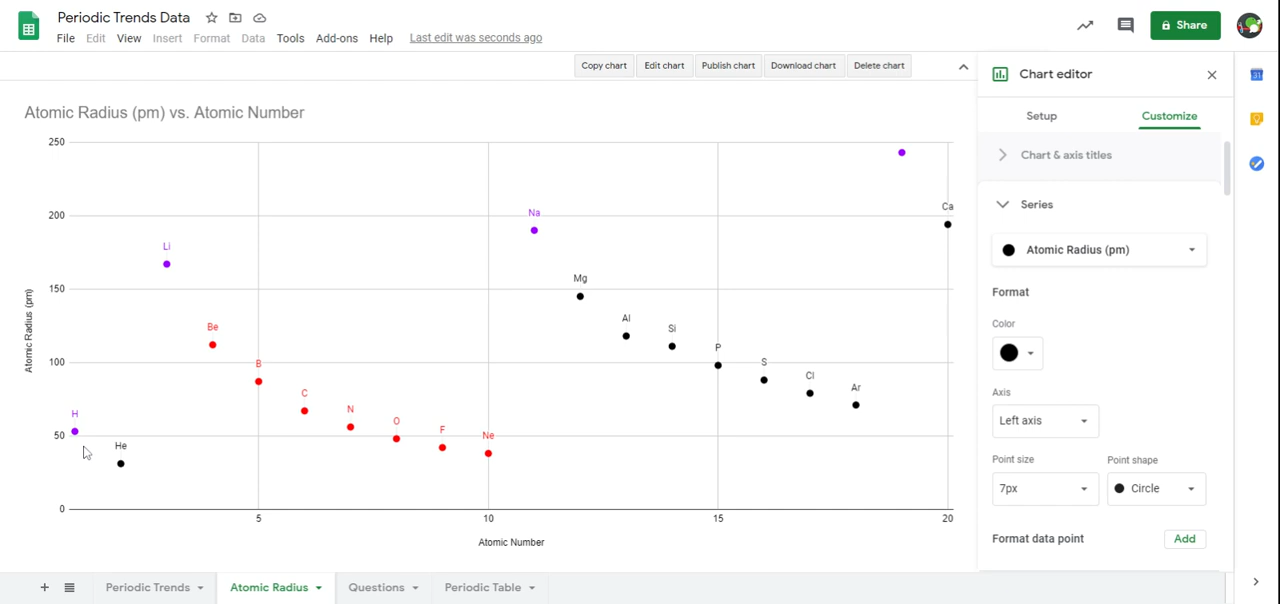 Periodic Trends Data
File Edit View Insert Format Data Tools Add-ons Help Last edit was seconds ago
Share
Copy chart Edit chart Publish chart Download chart Delete chart
Chart editor
Setup Customize
Chart & axis titles
Series
Atomic Radius (pm)
Format
Color
Axis
Left axis
Point size Point shape
7px Circle
Format data point Add
Atomic Radius (pm) vs. Atomic Number
250
200
150
100
50
0
Atomic Radius (pm)
H
He
Li
Be
B
C
N
O
F
Ne
Na
Mg
Al
Si
P
S
Cl
Ar
Ca
5 10 15 20
Atomic Number
Periodic Trends Atomic Radius Questions Periodic Table
31